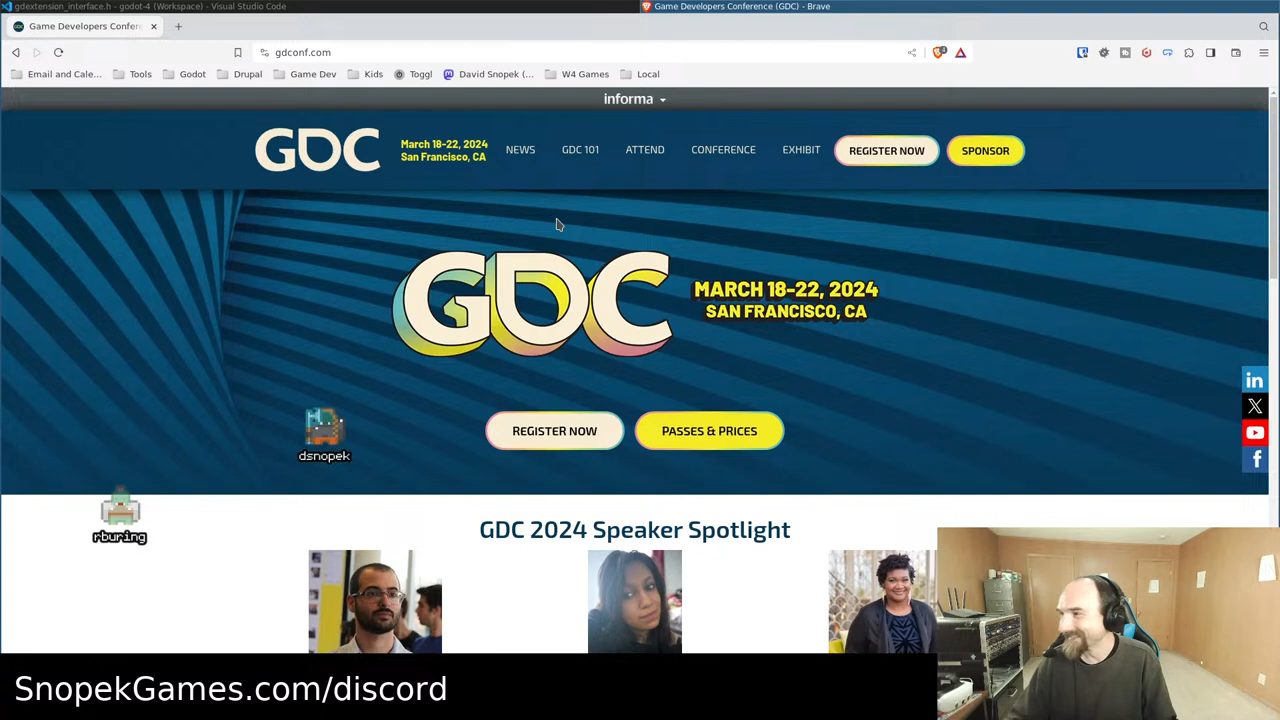 gdextension_interface.h - godot-4 (Workspace) - Visual Studio Code
Game Developers Conference (GDC) - Brave
Game Developers Confer
gdconf.com
4
Email and Cale...
Tools
Godot
Drupal
Game Dev
Kids
Toggl
David Snopek (...
W4 Games
Local
informa
GDC
March 18-22, 2024
San Francisco, CA
NEWS
GDC 101
ATTEND
CONFERENCE
EXHIBIT
REGISTER NOW
SPONSOR
GDC
MARCH 18-22, 2024
SAN FRANCISCO, CA
REGISTER NOW
PASSES & PRICES
dsnopek
rburing
GDC 2024 Speaker Spotlight
SnopekGames.com/discord